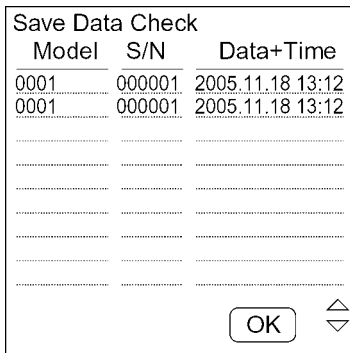 Save Data Check
Model S/N Data+Time
0001 000001 2005.11.18 13:12
0001 000001 2005.11.18 13:12
OK